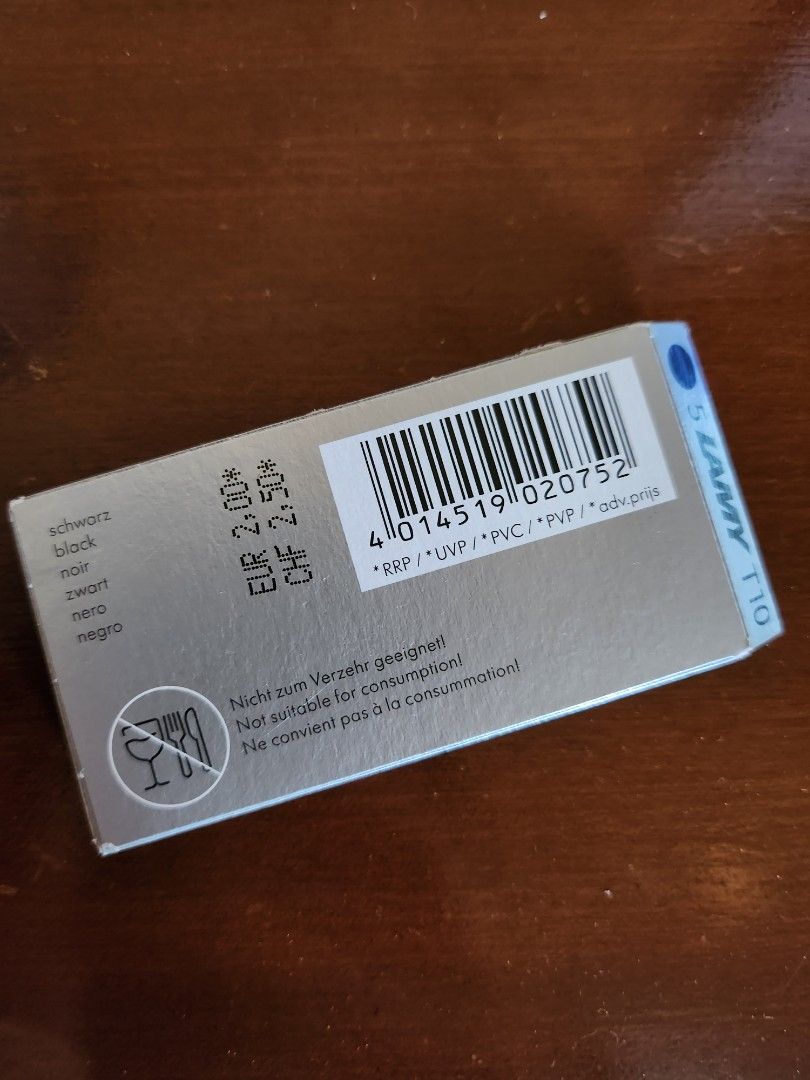 schwarz
black
noir
zwart
nero
negro
EUR 2,00*
CHF 2,50*
4 014519 020752
*RRP / *UVP / *PVC / *PVP / *adv.prijs
Nicht zum Verzehr geeignet!
Not suitable for consumption!
Ne convient pas à la consummation!
5 LAMY T10